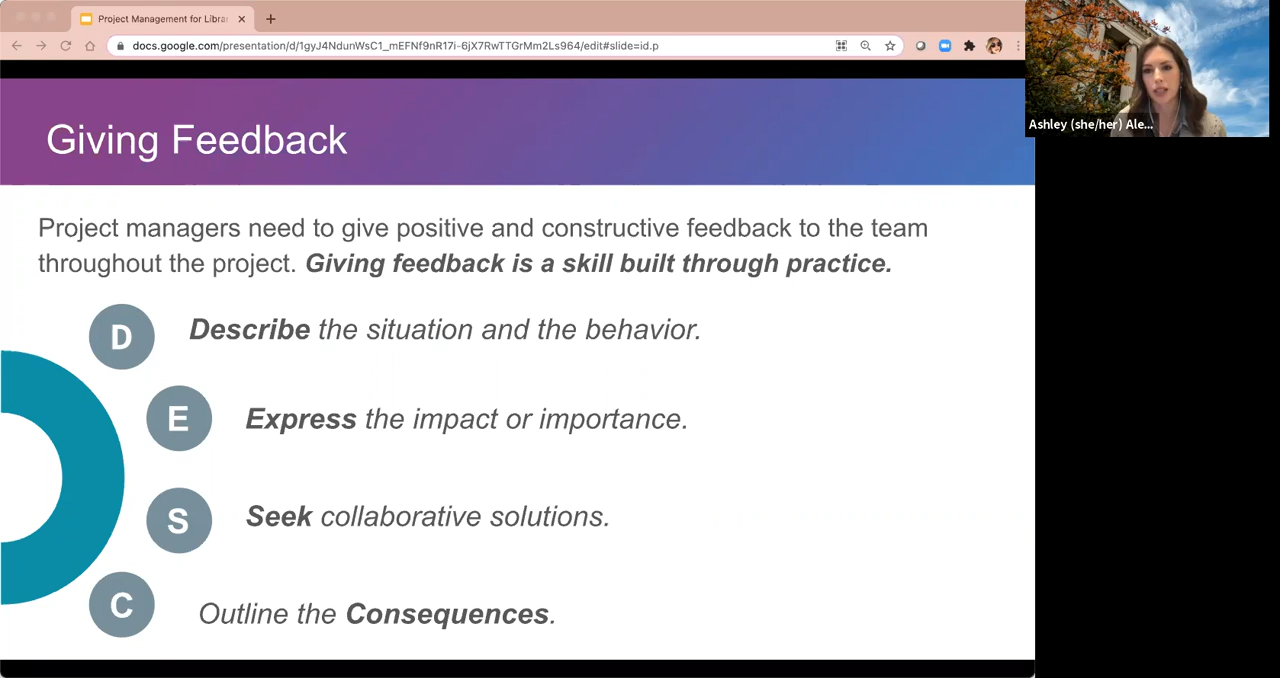 Project Management for Libra
docs.google.com/presentation/d/1gyJ4NdunWsC1_mEFNf9nR17i-6jX7RwTTGrMm2Ls964/edit#slide=id.p
Ashley (she/her) Ale...
Giving Feedback
Project managers need to give positive and constructive feedback to the team
throughout the project. Giving feedback is a skill built through practice.
D
Describe the situation and the behavior.
E
Express the impact or importance.
S
Seek collaborative solutions.
C
Outline the Consequences.